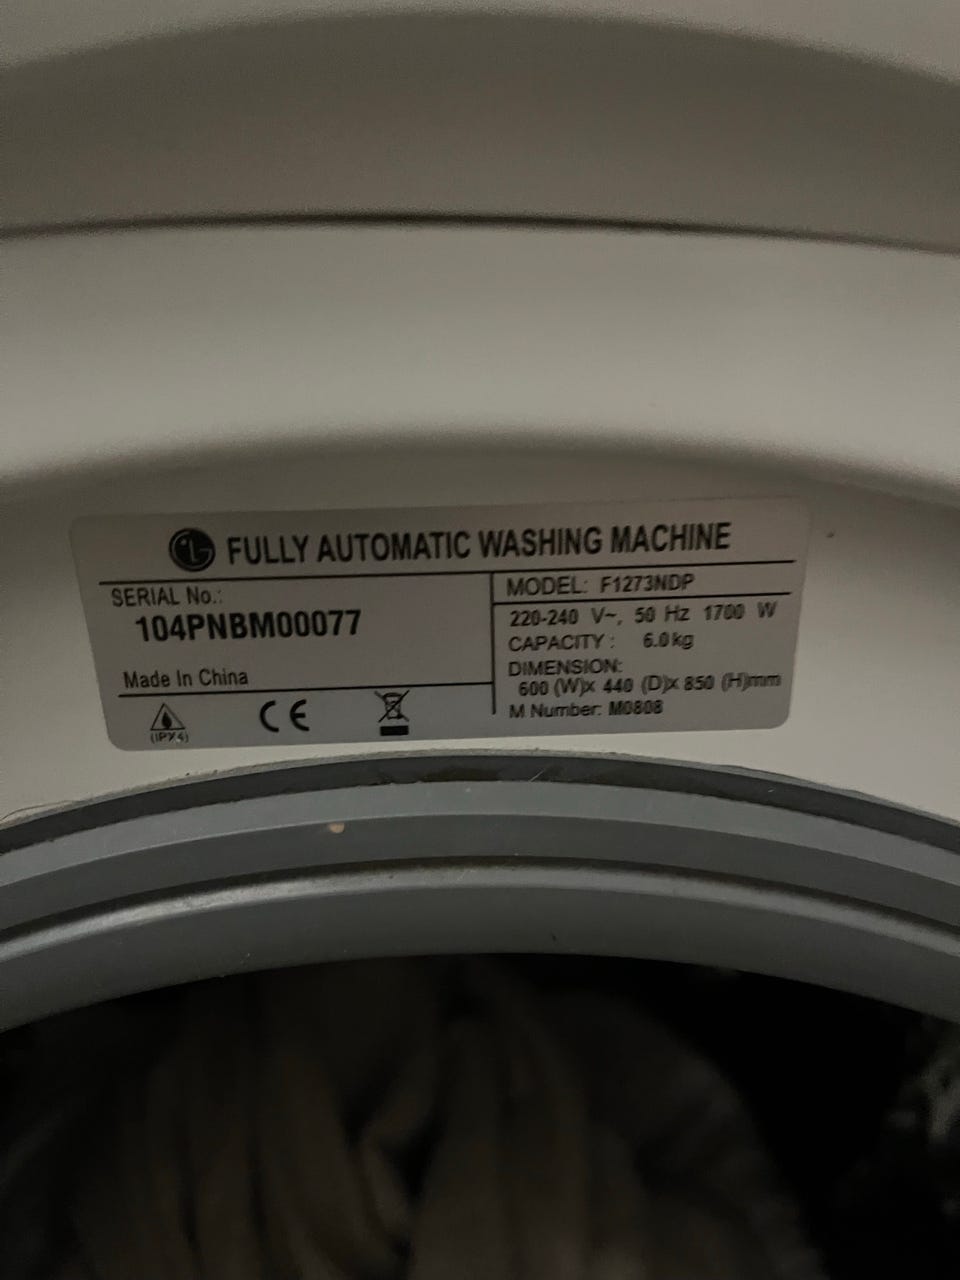 LG FULLY AUTOMATIC WASHING MACHINE
SERIAL No.:
104PNBM00077
Made In China
(IPX4)
CE
MODEL: F1273NDP
220-240 V~, 50 Hz 1700 W
CAPACITY : 6.0kg
DIMENSION:
600 (W)x 440 (D)x 850 (H)mm
M Number: M0808